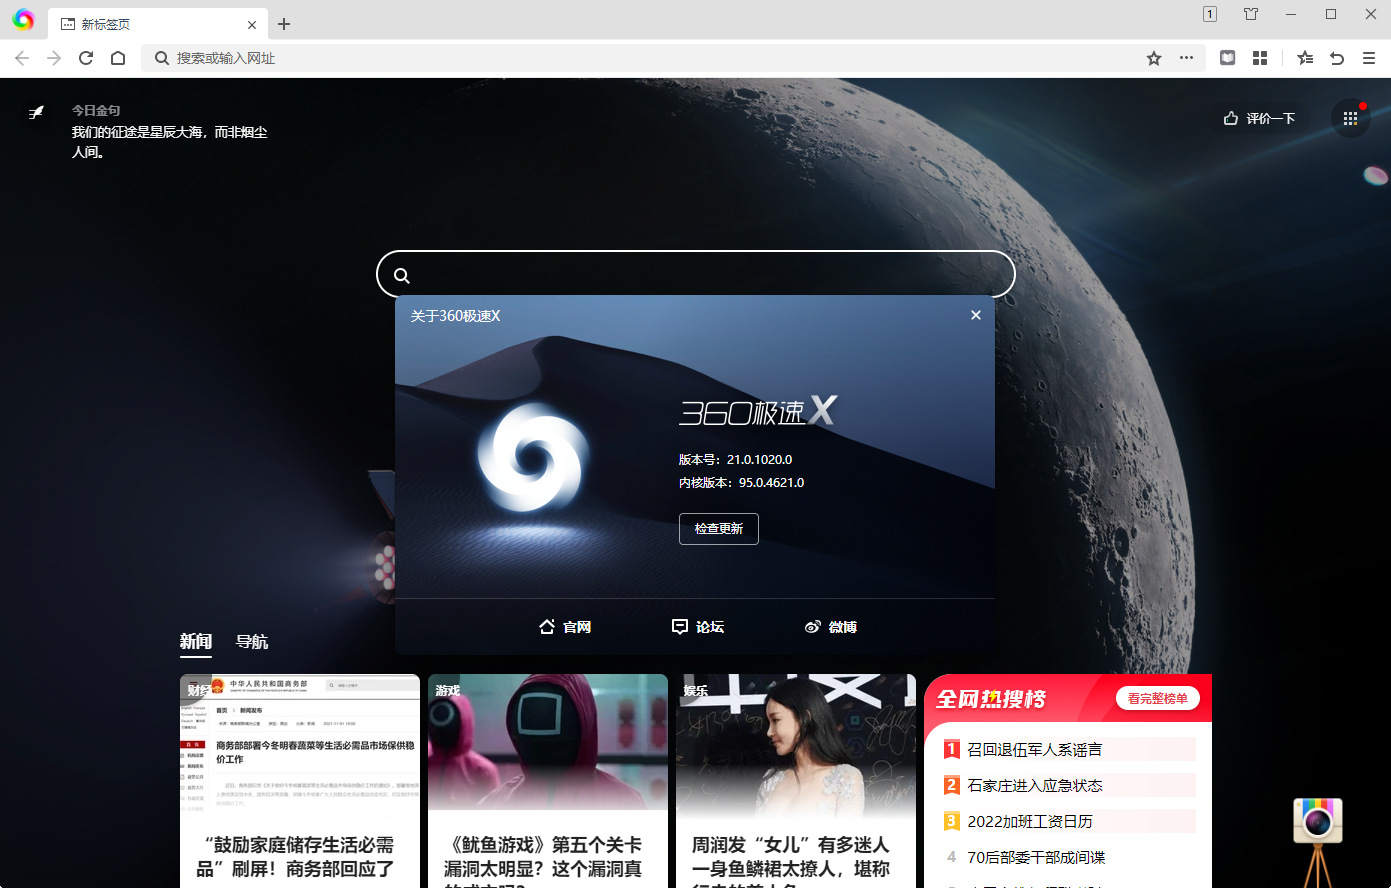 新标签页
1
搜索或输入网址
今日金句
我们的征途是星辰大海，而非烟尘
人间。
评价一下
关于360极速X
360极速X
版本号：21.0.1020.0
内核版本：95.0.4621.0
检查更新
官网
论坛
微博
新闻
导航
财经
中华人民共和国商务部
首页 > 新闻发布
商务部部署今冬明春蔬菜等生活必需品市场保供稳
价工作
“鼓励家庭储存生活必需
品”刷屏！商务部回应了
游戏
《鱿鱼游戏》第五个关卡
漏洞太明显？这个漏洞真
娱乐
周润发“女儿”有多迷人
一身鱼鳞裙太撩人，堪称
全网热搜榜
看完整榜单
1 召回退伍军人系谣言
2 石家庄进入应急状态
3 2022加班工资日历
4 70后部委干部成间谍